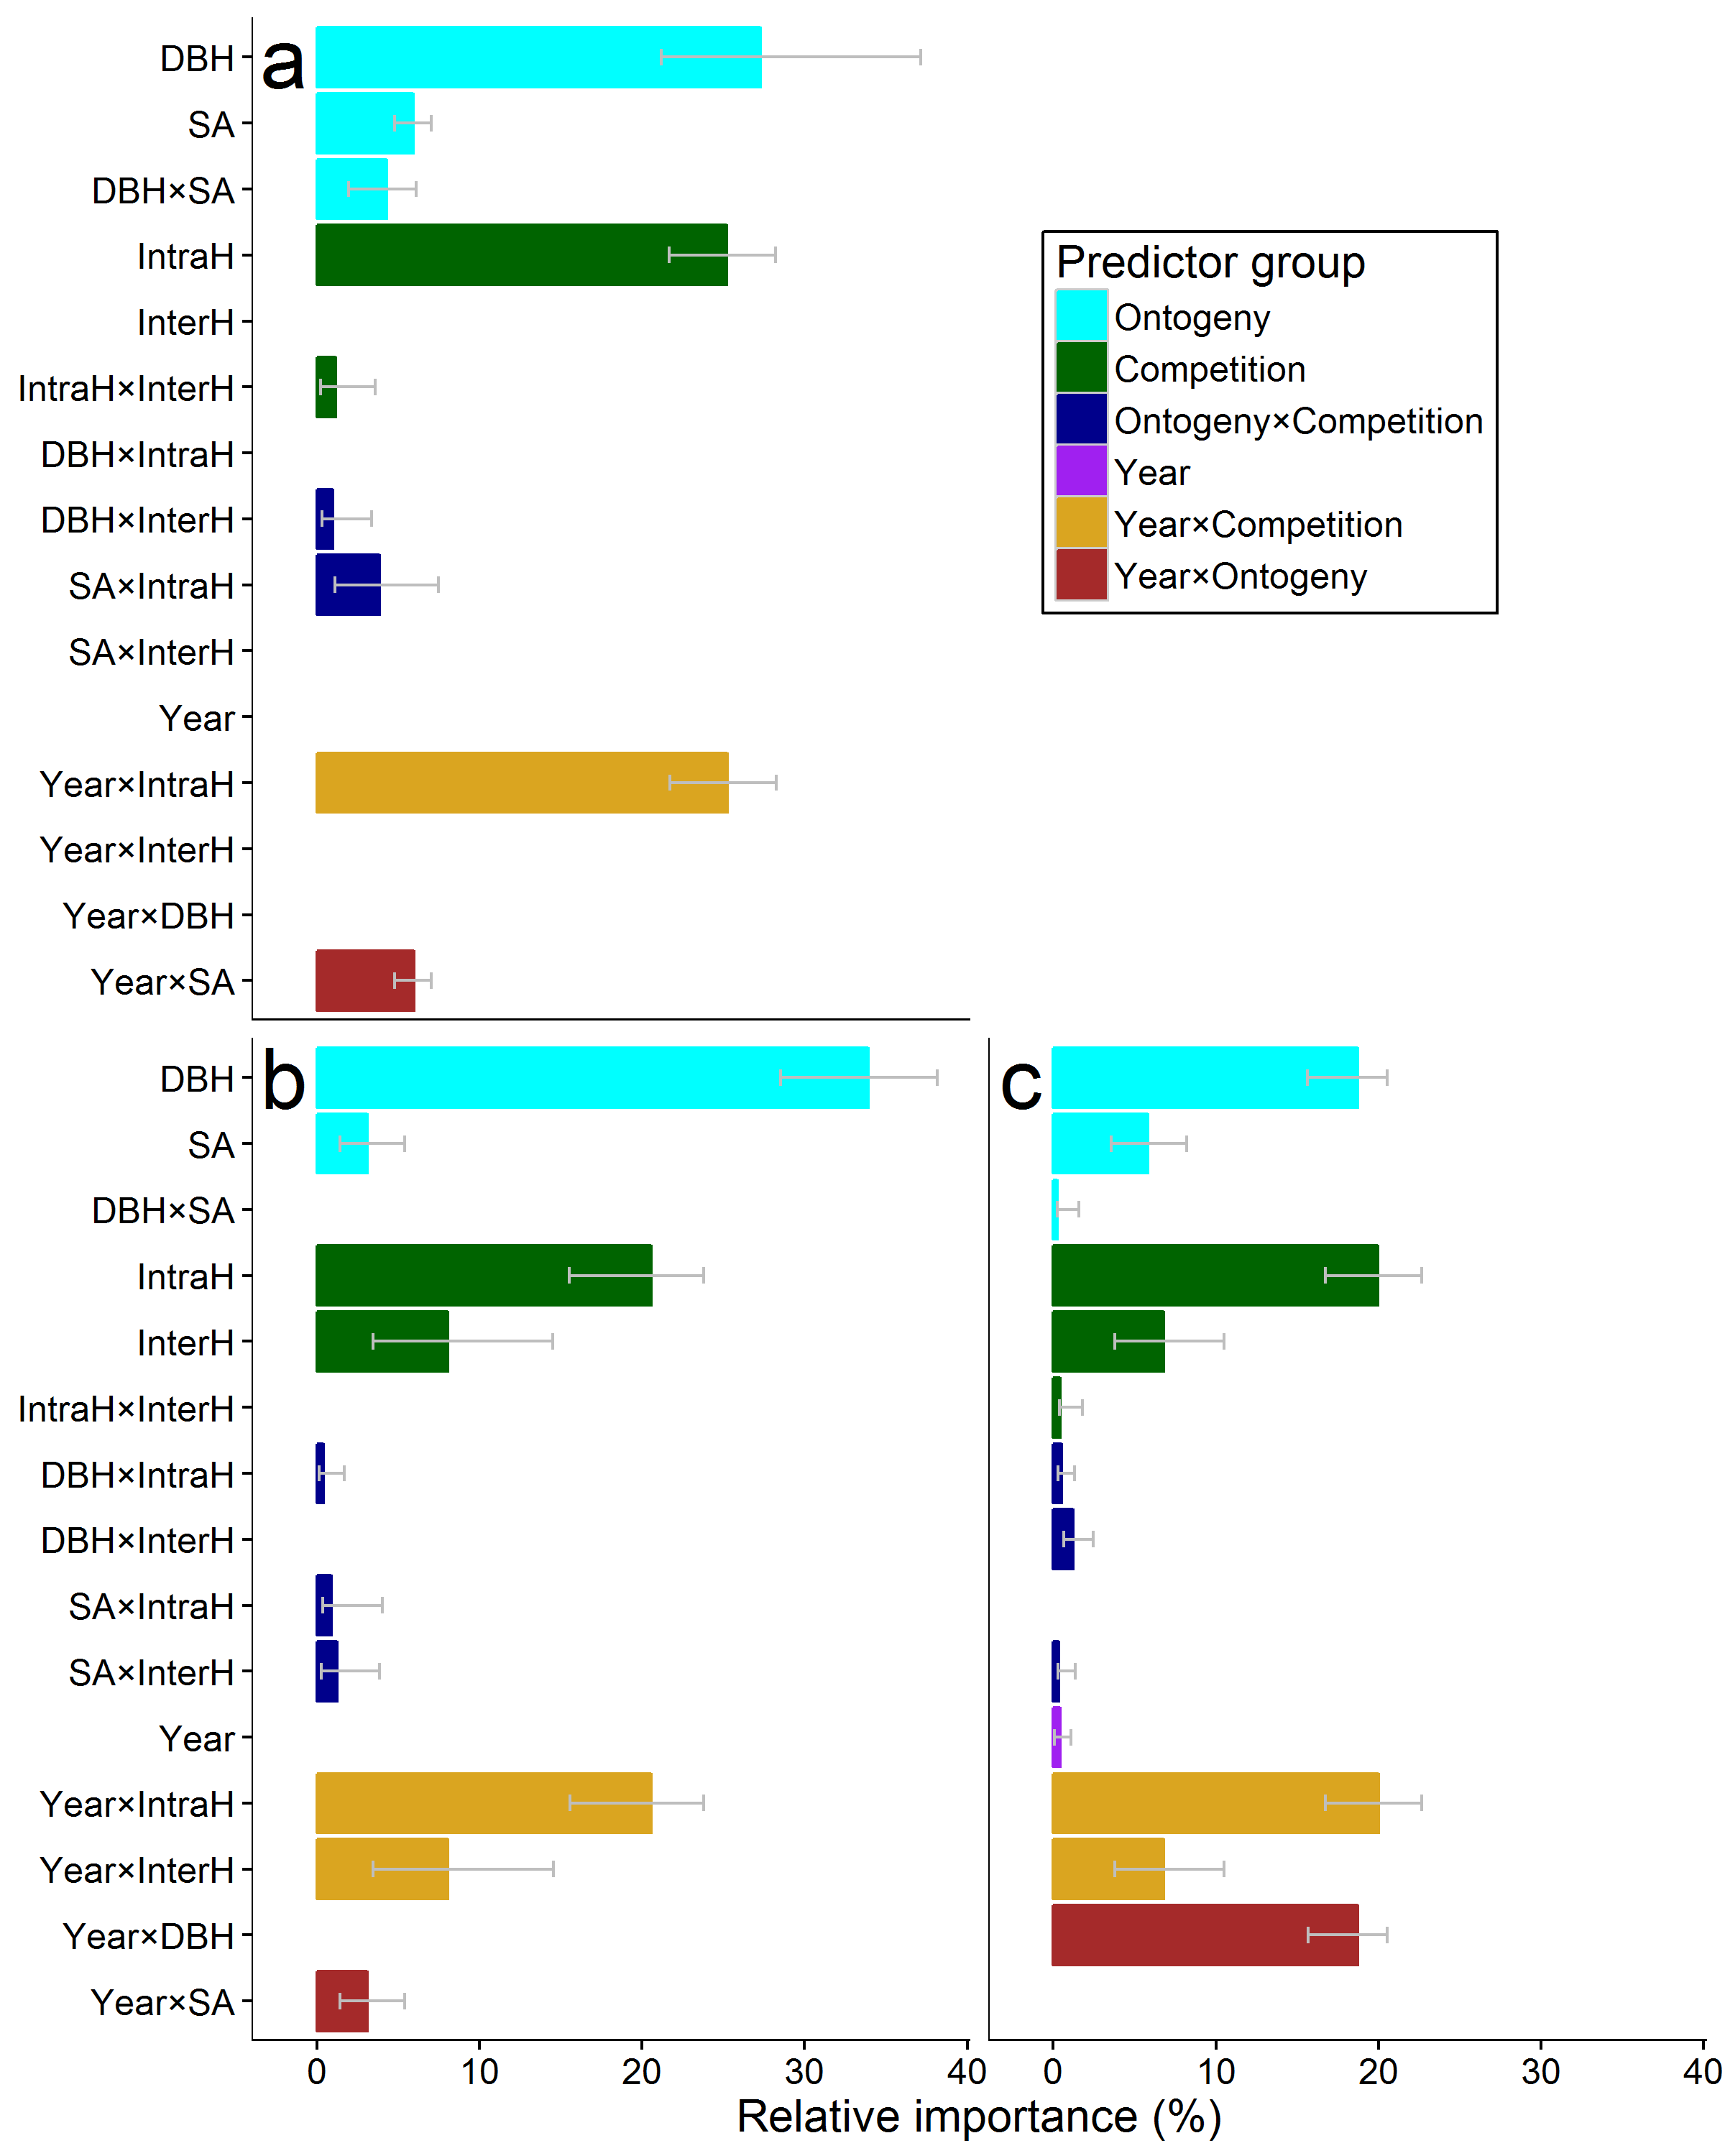 a
DBH
SA
DBH×SA
IntraH
InterH
IntraH×InterH
DBH×IntraH
DBH×InterH
SA×IntraH
SA×InterH
Year
Year×IntraH
Year×InterH
Year×DBH
Year×SA
Predictor group
Ontogeny
Competition
Ontogeny×Competition
Year
Year×Competition
Year×Ontogeny
b
DBH
SA
DBH×SA
IntraH
InterH
IntraH×InterH
DBH×IntraH
DBH×InterH
SA×IntraH
SA×InterH
Year
Year×IntraH
Year×InterH
Year×DBH
Year×SA
0 10 20 30 40
c
0 10 20 30 40
Relative importance (%)